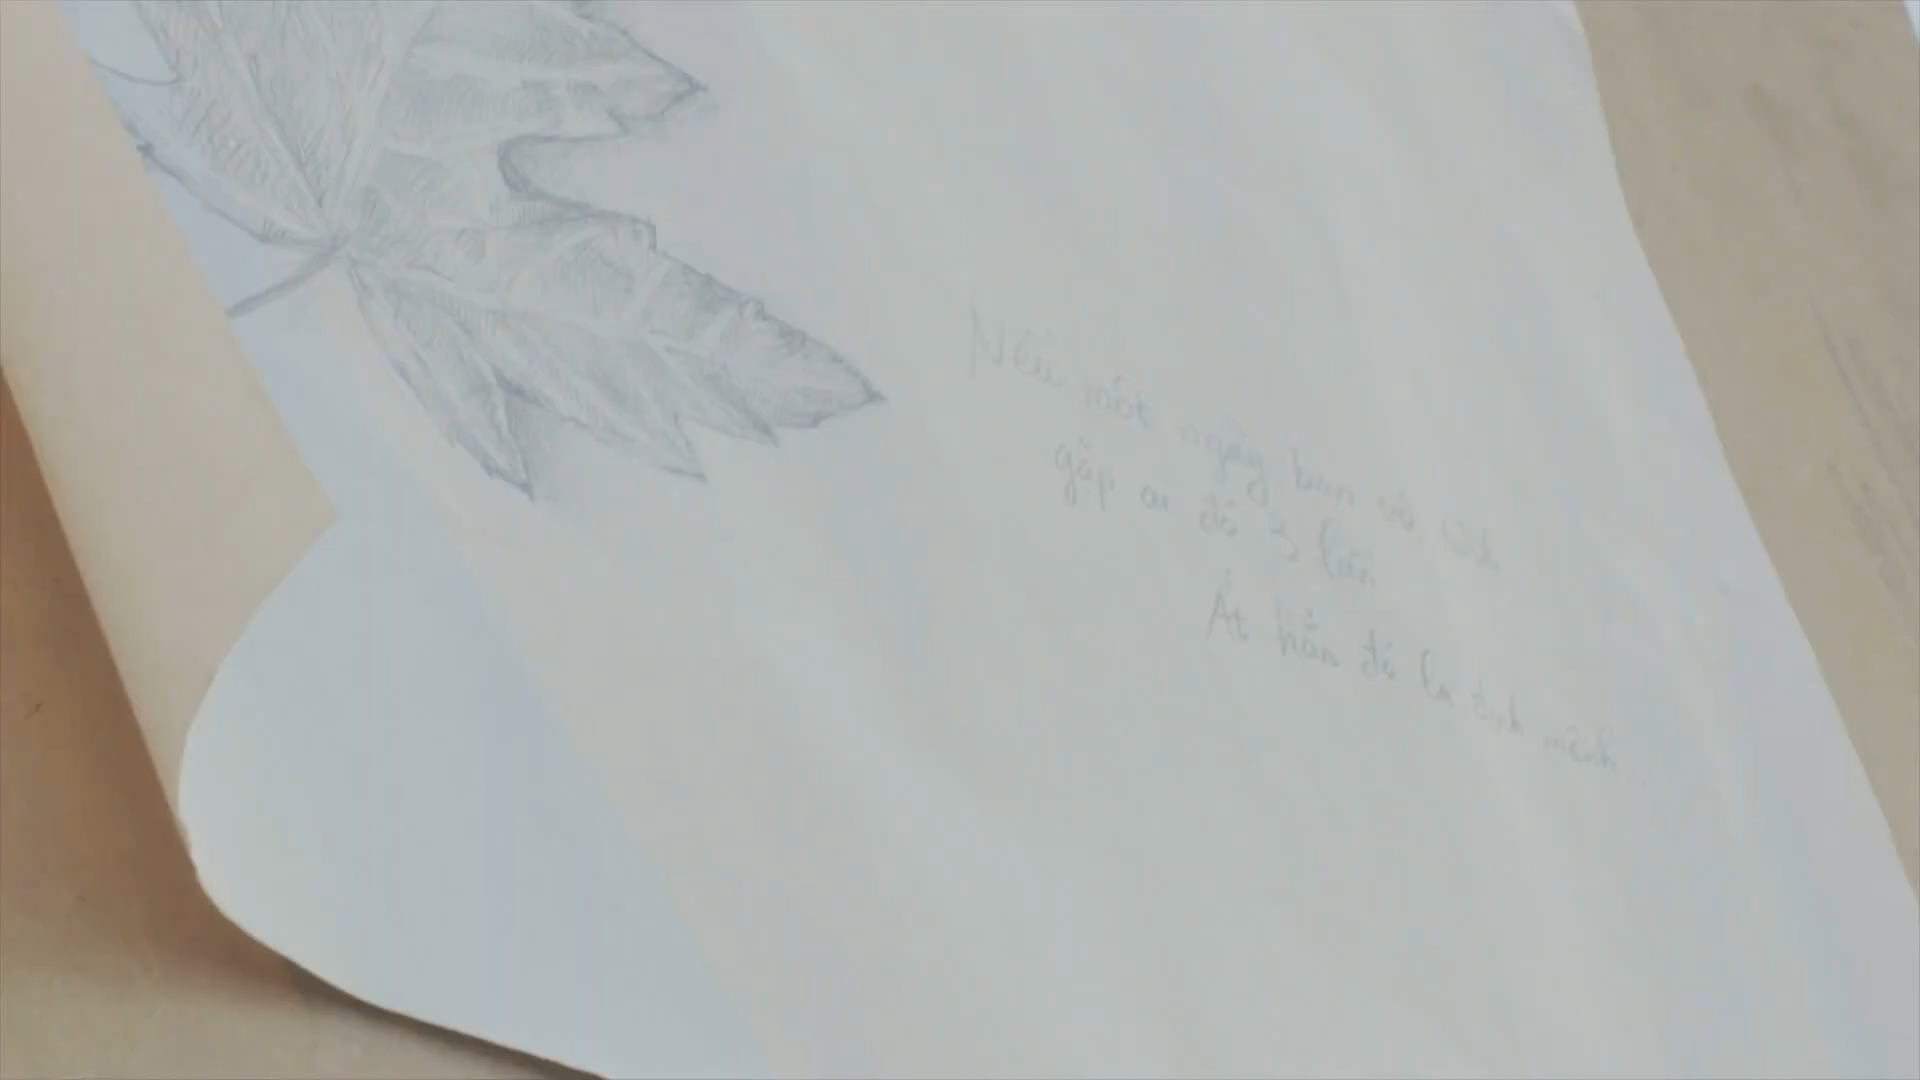 Nếu một ngày bạn vô tình
gặp ai đó 3 lần
Ắt hẳn đó là định mệnh...